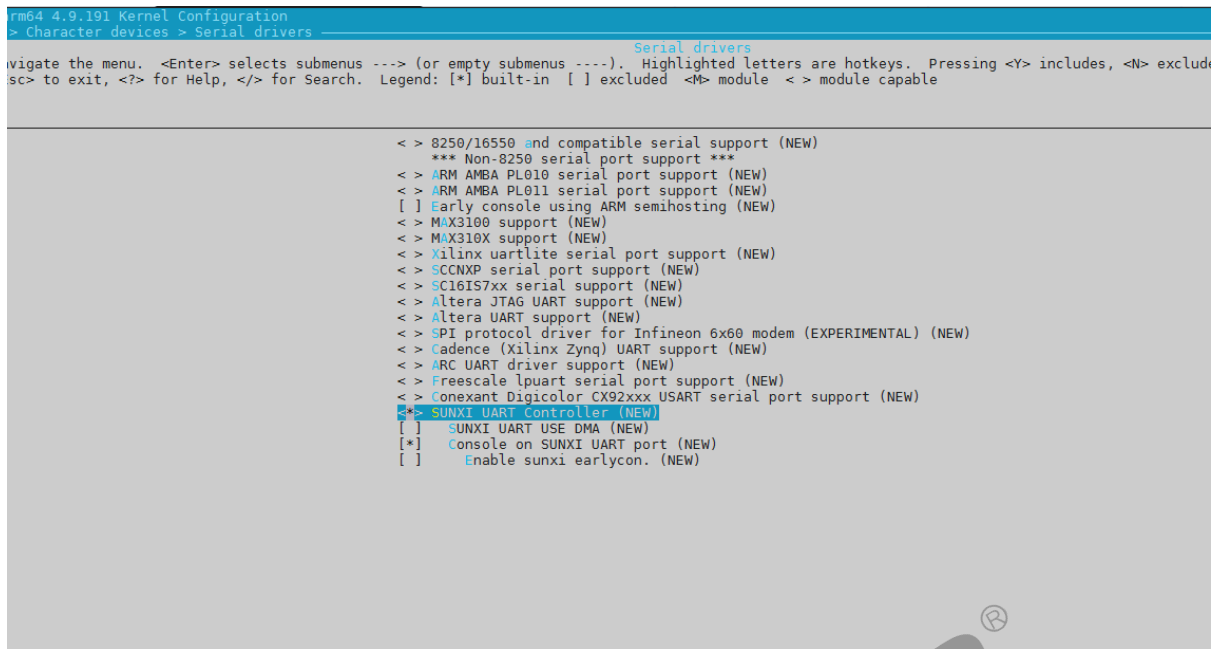 rm64 4.9.191 Kernel Configuration
> Character devices > Serial drivers
Serial drivers
avigate the menu. <Enter> selects submenus ---> (or empty submenus ----). Highlighted letters are hotkeys. Pressing <Y> includes, <N> exclude
sc> to exit, <?> for Help, </> for Search. Legend: [*] built-in [ ] excluded <M> module < > module capable
< > 8250/16550 and compatible serial support (NEW)
*** Non-8250 serial port support ***
< > ARM AMBA PL010 serial port support (NEW)
< > ARM AMBA PL011 serial port support (NEW)
[ ] Early console using ARM semihosting (NEW)
< > MAX3100 support (NEW)
< > MAX310X support (NEW)
< > Xilinx uartlite serial port support (NEW)
< > SCCNXP serial port support (NEW)
< > SC16IS7xx serial support (NEW)
< > Altera JTAG UART support (NEW)
< > Altera UART support (NEW)
< > SPI protocol driver for Infineon 6x60 modem (EXPERIMENTAL) (NEW)
< > Cadence (Xilinx Zynq) UART support (NEW)
< > ARC UART driver support (NEW)
< > Freescale lpuart serial port support (NEW)
< > Conexant Digicolor CX92xxx USART serial port support (NEW)
<*> SUNXI UART Controller (NEW)
[ ] SUNXI UART USE DMA (NEW)
[*] Console on SUNXI UART port (NEW)
[ ] Enable sunxi earlycon. (NEW)
®